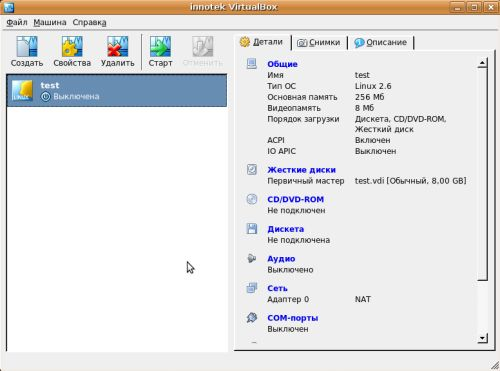 innotek VirtualBox
Файл Машина Справка
Создать Свойства Удалить Старт Отменить
Детали Снимки Описание
LINUX
test
Выключена
Общие
Имя test
Тип ОС Linux 2.6
Основная память 256 Мб
Видеопамять 8 Мб
Порядок загрузки Дискета, CD/DVD-ROM,
Жесткий диск
ACPI Включен
IO APIC Выключен
Жесткие диски
Первичный мастер test.vdi [Обычный, 8,00 GB]
CD/DVD-ROM
Не подключен
Дискета
Не подключена
Аудио
Выключено
Сеть
Адаптер 0 NAT
COM-порты
Выключен